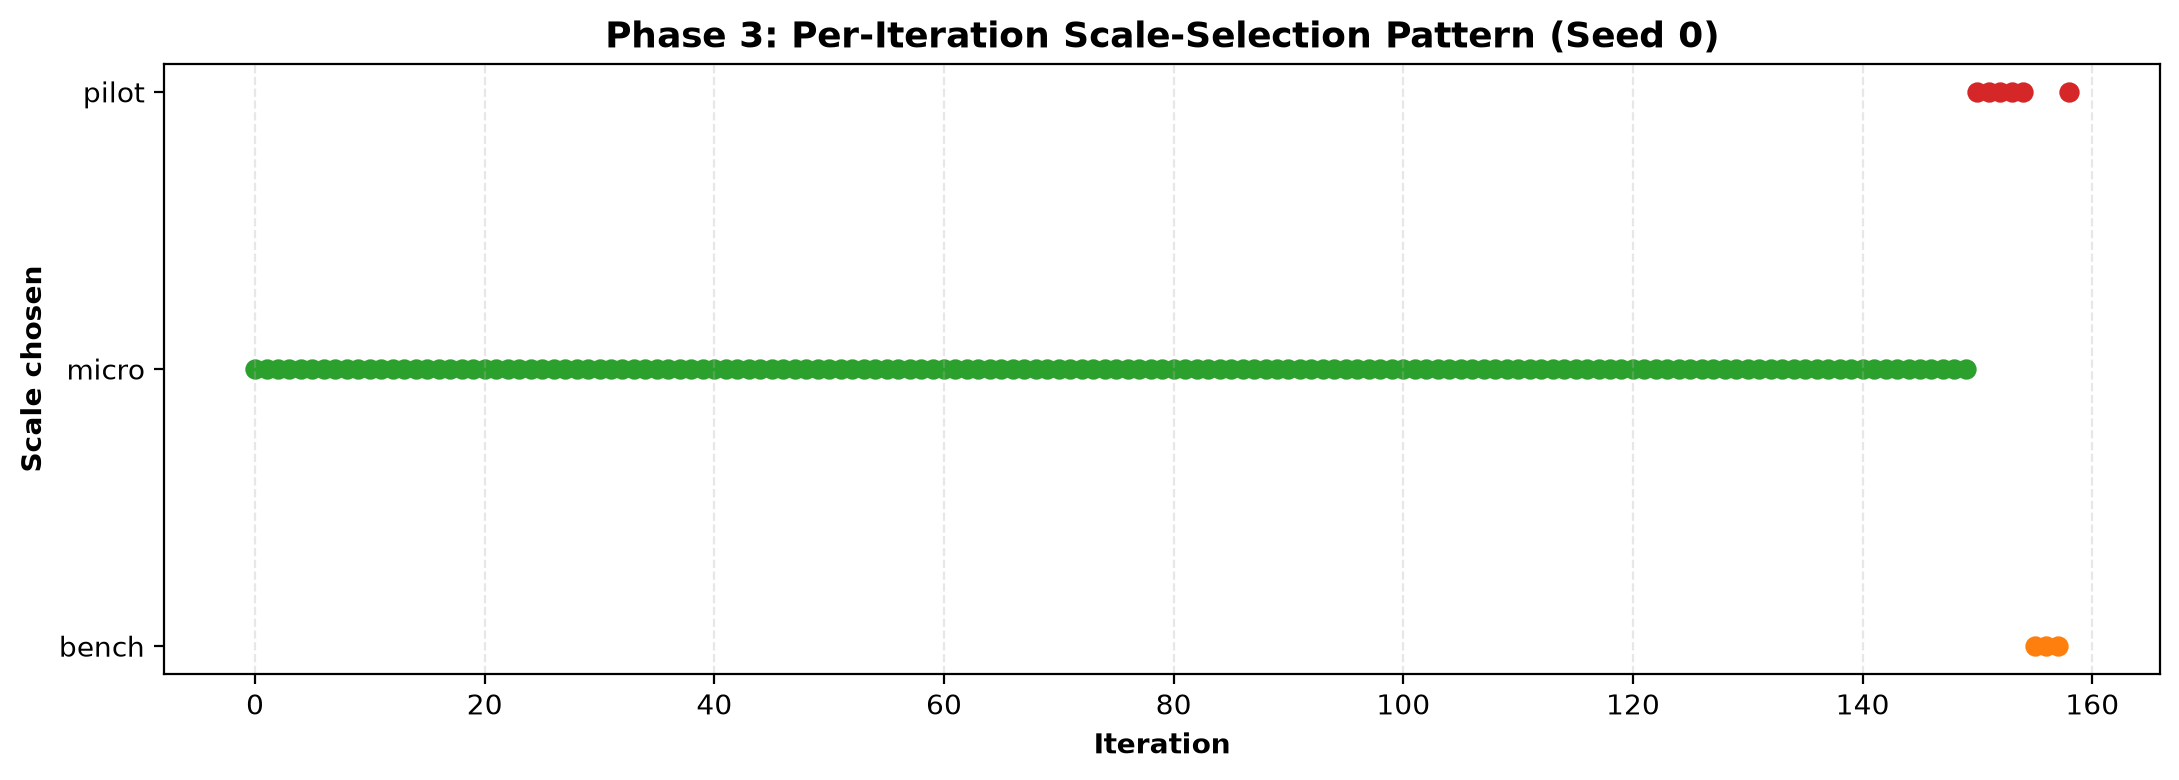 Phase 3: Per-Iteration Scale-Selection Pattern (Seed 0)
Scale chosen
pilot
micro
bench
0 20 40 60 80 100 120 140 160
Iteration